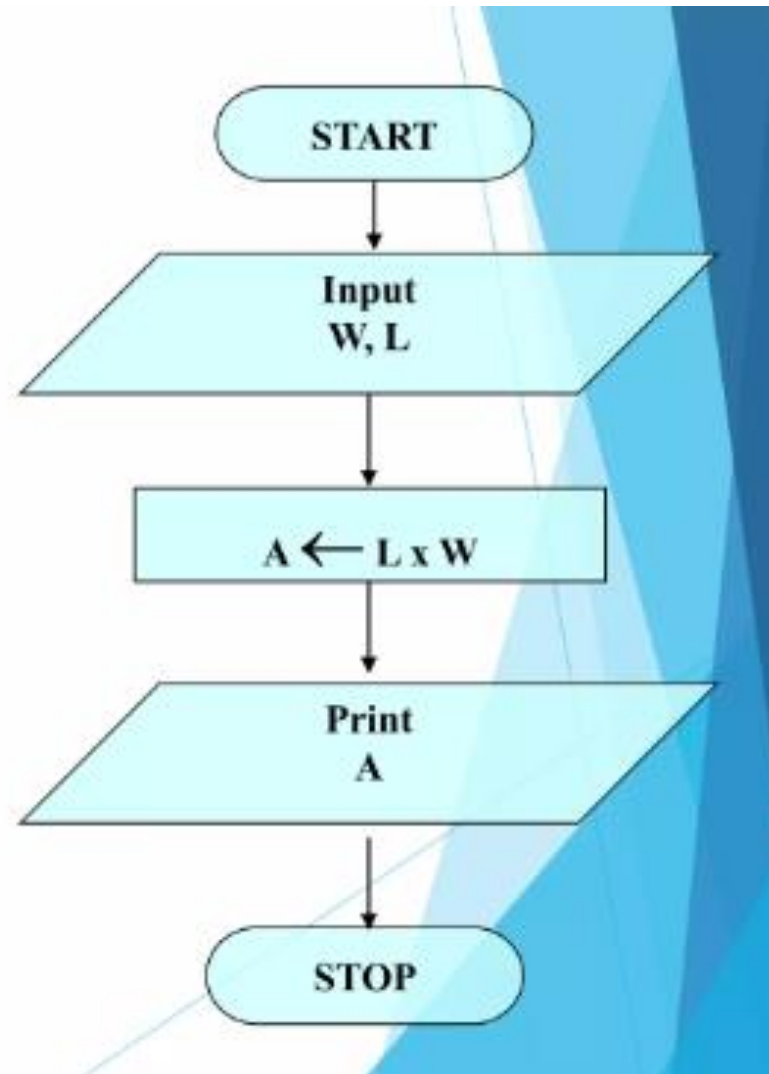 START
Input
W, L
A ← L x W
Print
A
STOP